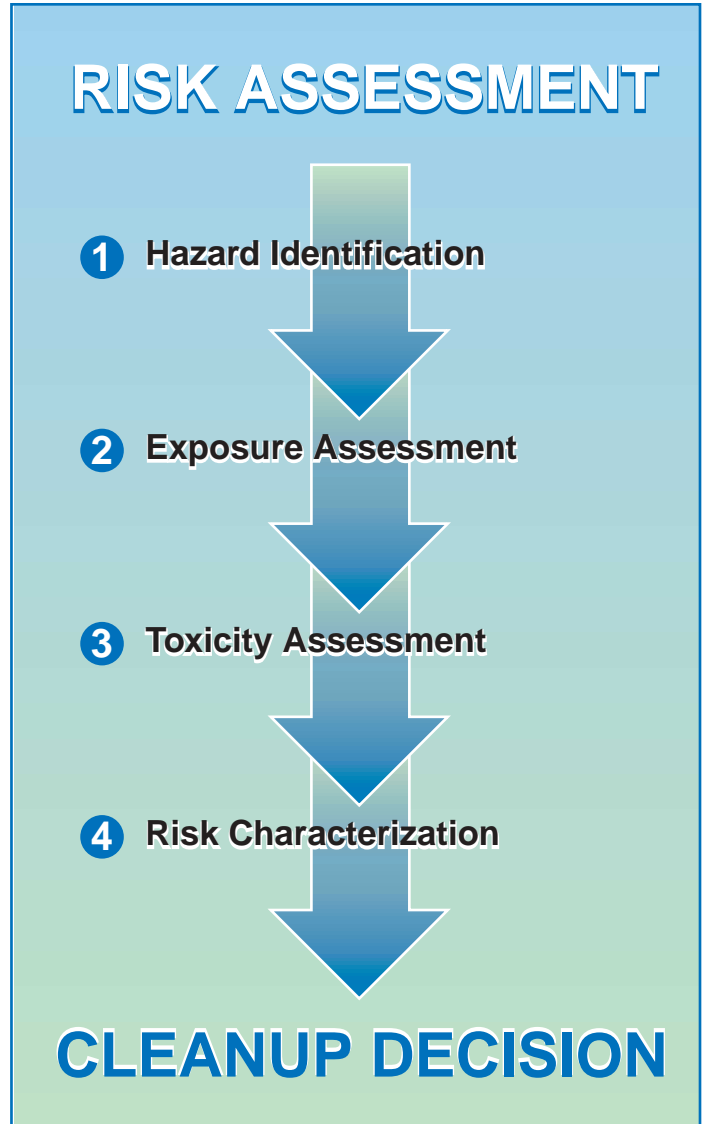 RISK ASSESSMENT
1 Hazard Identification
2 Exposure Assessment
3 Toxicity Assessment
4 Risk Characterization
CLEANUP DECISION